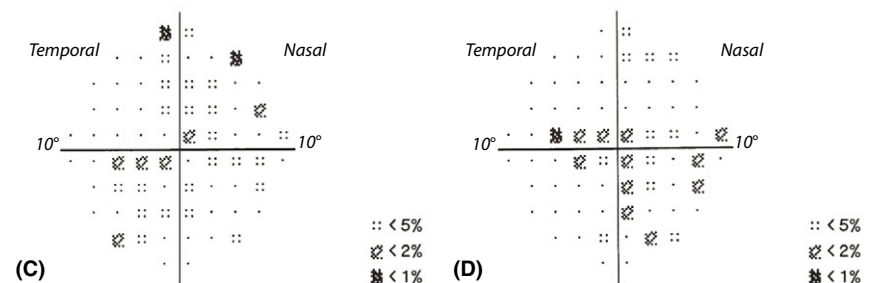 Temporal Nasal
10° 10°
< 5%
< 2%
< 1%
(C)
Temporal Nasal
10° 10°
< 5%
< 2%
< 1%
(D)